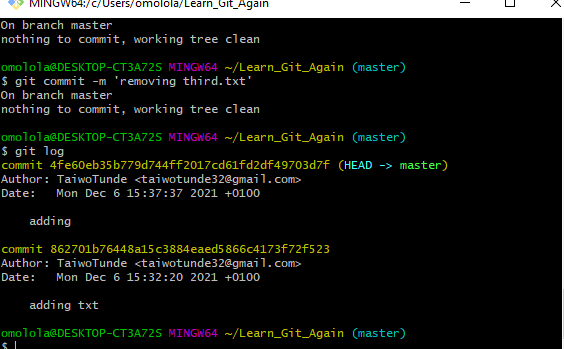 MINGW64:/c/Users/omolola/Learn_Git_Again
On branch master
nothing to commit, working tree clean
omolola@DESKTOP-CT3A72S MINGW64 ~/Learn_Git_Again (master)
$ git commit -m 'removing third.txt'
On branch master
nothing to commit, working tree clean
omolola@DESKTOP-CT3A72S MINGW64 ~/Learn_Git_Again (master)
$ git log
commit 4fe60eb35b779d744ff2017cd61fd2df49703d7f (HEAD -> master)
Author: TaiwoTunde <taiwotunde32@gmail.com>
Date:   Mon Dec 6 15:37:37 2021 +0100
adding
commit 862701b76448a15c3884eaed5866c4173f72f523
Author: TaiwoTunde <taiwotunde32@gmail.com>
Date:   Mon Dec 6 15:32:20 2021 +0100
adding txt
omolola@DESKTOP-CT3A72S MINGW64 ~/Learn_Git_Again (master)
$